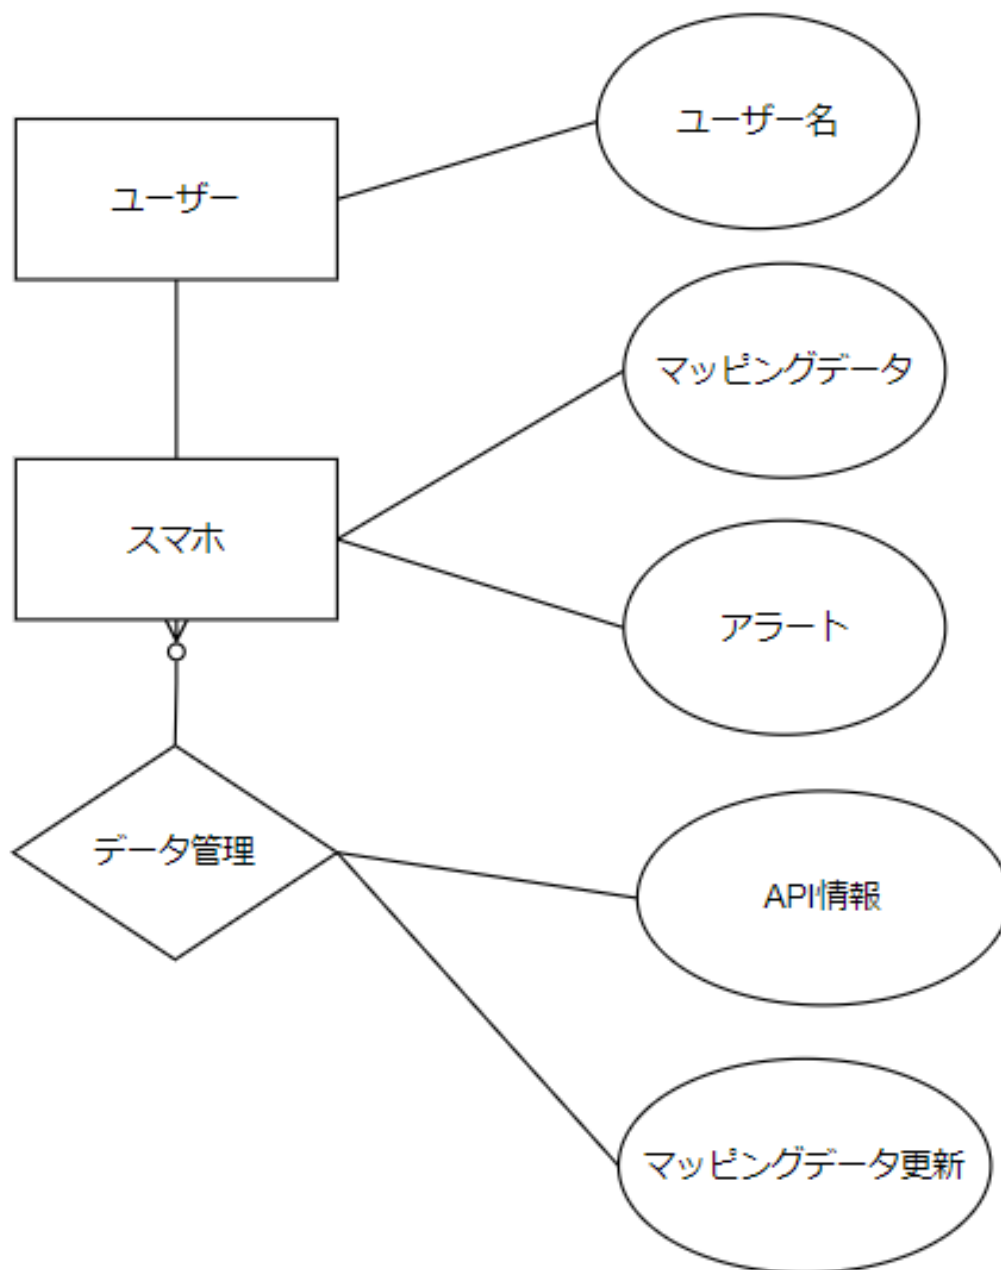 ユーザー名
ユーザー
マッピングデータ
スマホ
アラート
データ管理
API情報
マッピングデータ更新